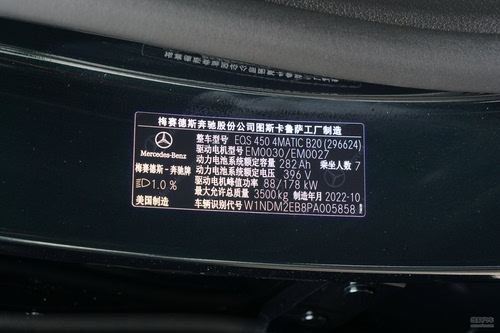 梅赛德斯奔驰股份公司图斯卡鲁萨工厂制造
整车型号 EQS 450 4MATIC B20 (296624)
驱动电机型号 EM0030/EM0027
动力电池系统额定容量 282 Ah 乘坐人数 7
动力电池系统额定电压 396 V
驱动电机峰值功率 88/178 kW
最大允许总质量 3500kg 制造年月 2022-10
车辆识别代号 W1NDM2EB8PA005858
Mercedes-Benz
梅赛德斯-奔驰牌
1.0 %
美国制造